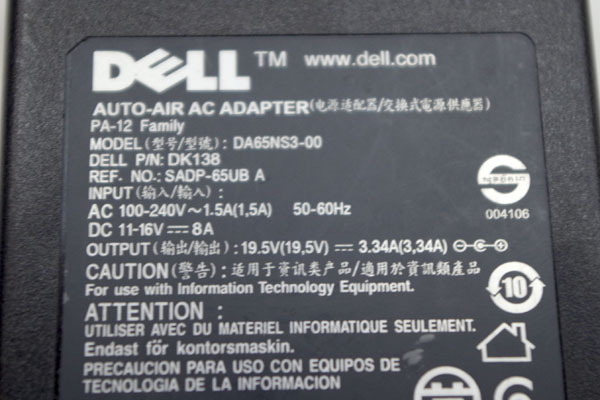 DELL™ www.dell.com
AUTO-AIR AC ADAPTER(电源适配器/交換式電源供應器)
PA-12 Family
MODEL(型号/型號): DA65NS3-00
DELL P/N: DK138
REF. NO.: SADP-65UB A
INPUT(输入/輸入) :
AC 100-240V～1.5A(1,5A) 50-60Hz
DC 11-16V ⎓ 8A
OUTPUT(输出/輸出) : 19.5V(19,5V) ⎓ 3.34A(3,34A)
004106
CAUTION(警告) : 适用于资讯类产品/適用於資訊類產品
For use with Information Technology Equipment.
10
ATTENTION :
UTILISER AVEC DU MATERIEL INFORMATIQUE SEULEMENT.
Endast för kontorsmaskin.
PRECAUCION PARA USO CON EQUIPOS DE
TECNOLOGIA DE LA INFORMACION